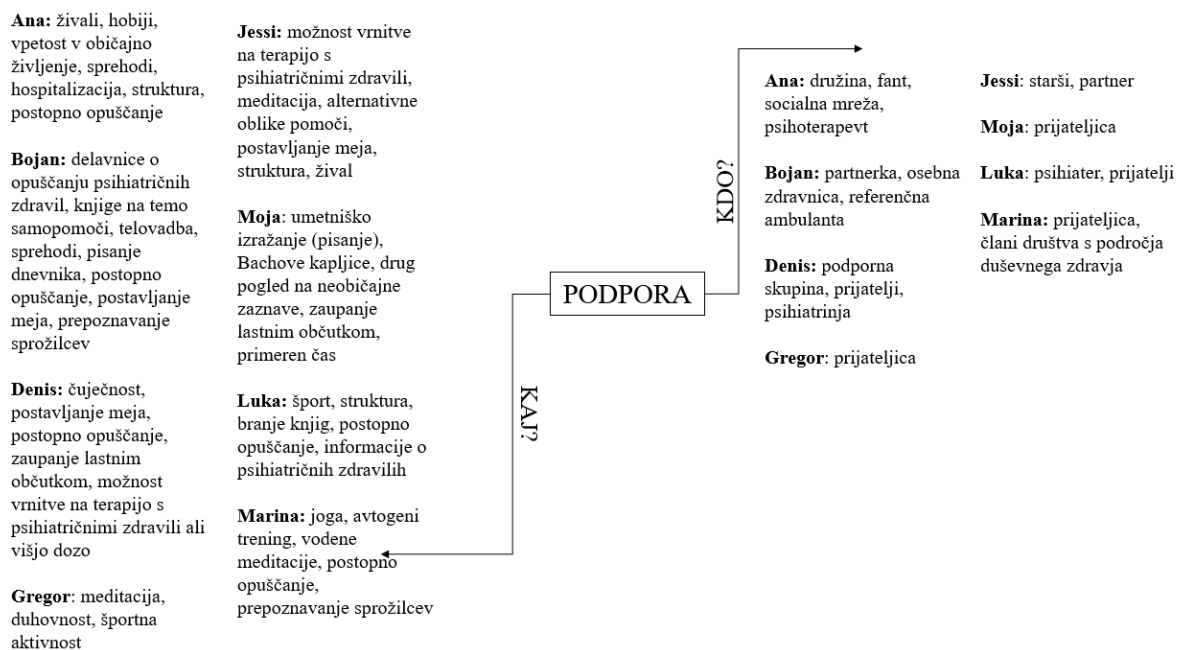 Ana: živali, hobiji,
vpetost v običajno
življenje, sprehodi,
hospitalizacija, struktura,
postopno opuščanje
Bojan: delavnice o
opuščanju psihiatričnih
zdravil, knjige na temo
samopomoči, telovadba,
sprehodi, pisanje
dnevnika, postopno
opuščanje, postavljanje
meja, prepoznavanje
sprožilcev
Denis: čuječnost,
postavljanje meja,
postopno opuščanje,
zaupanje lastnim
občutkom, možnost
vrnitve na terapijo s
psihiatričnimi zdravili ali
višjo dozo
Gregor: meditacija,
duhovnost, športna
aktivnost
Jessi: možnost vrnitve
na terapijo s
psihiatričnimi zdravili,
meditacija, alternativne
oblike pomoči,
postavljanje meja,
struktura, žival
Moja: umetniško
izražanje (pisanje),
Bachove kapljice, drug
pogled na neobičajne
zaznave, zaupanje
lastnim občutkom,
primeren čas
Luka: šport, struktura,
branje knjig, postopno
opuščanje, informacije o
psihiatričnih zdravilih
Marina: joga, avtogeni
trening, vodene
meditacije, postopno
opuščanje,
prepoznavanje sprožilcev
KAJ?
PODPORA
KDO?
Ana: družina, fant,
socialna mreža,
psihoterapevt
Bojan: partnerka, osebna
zdravnica, referenčna
ambulanta
Denis: podporna
skupina, prijatelji,
psihiatrinja
Gregor: prijateljica
Jessi: starši, partner
Moja: prijateljica
Luka: psihiater, prijatelji
Marina: prijateljica,
člani društva s področja
duševnega zdravja